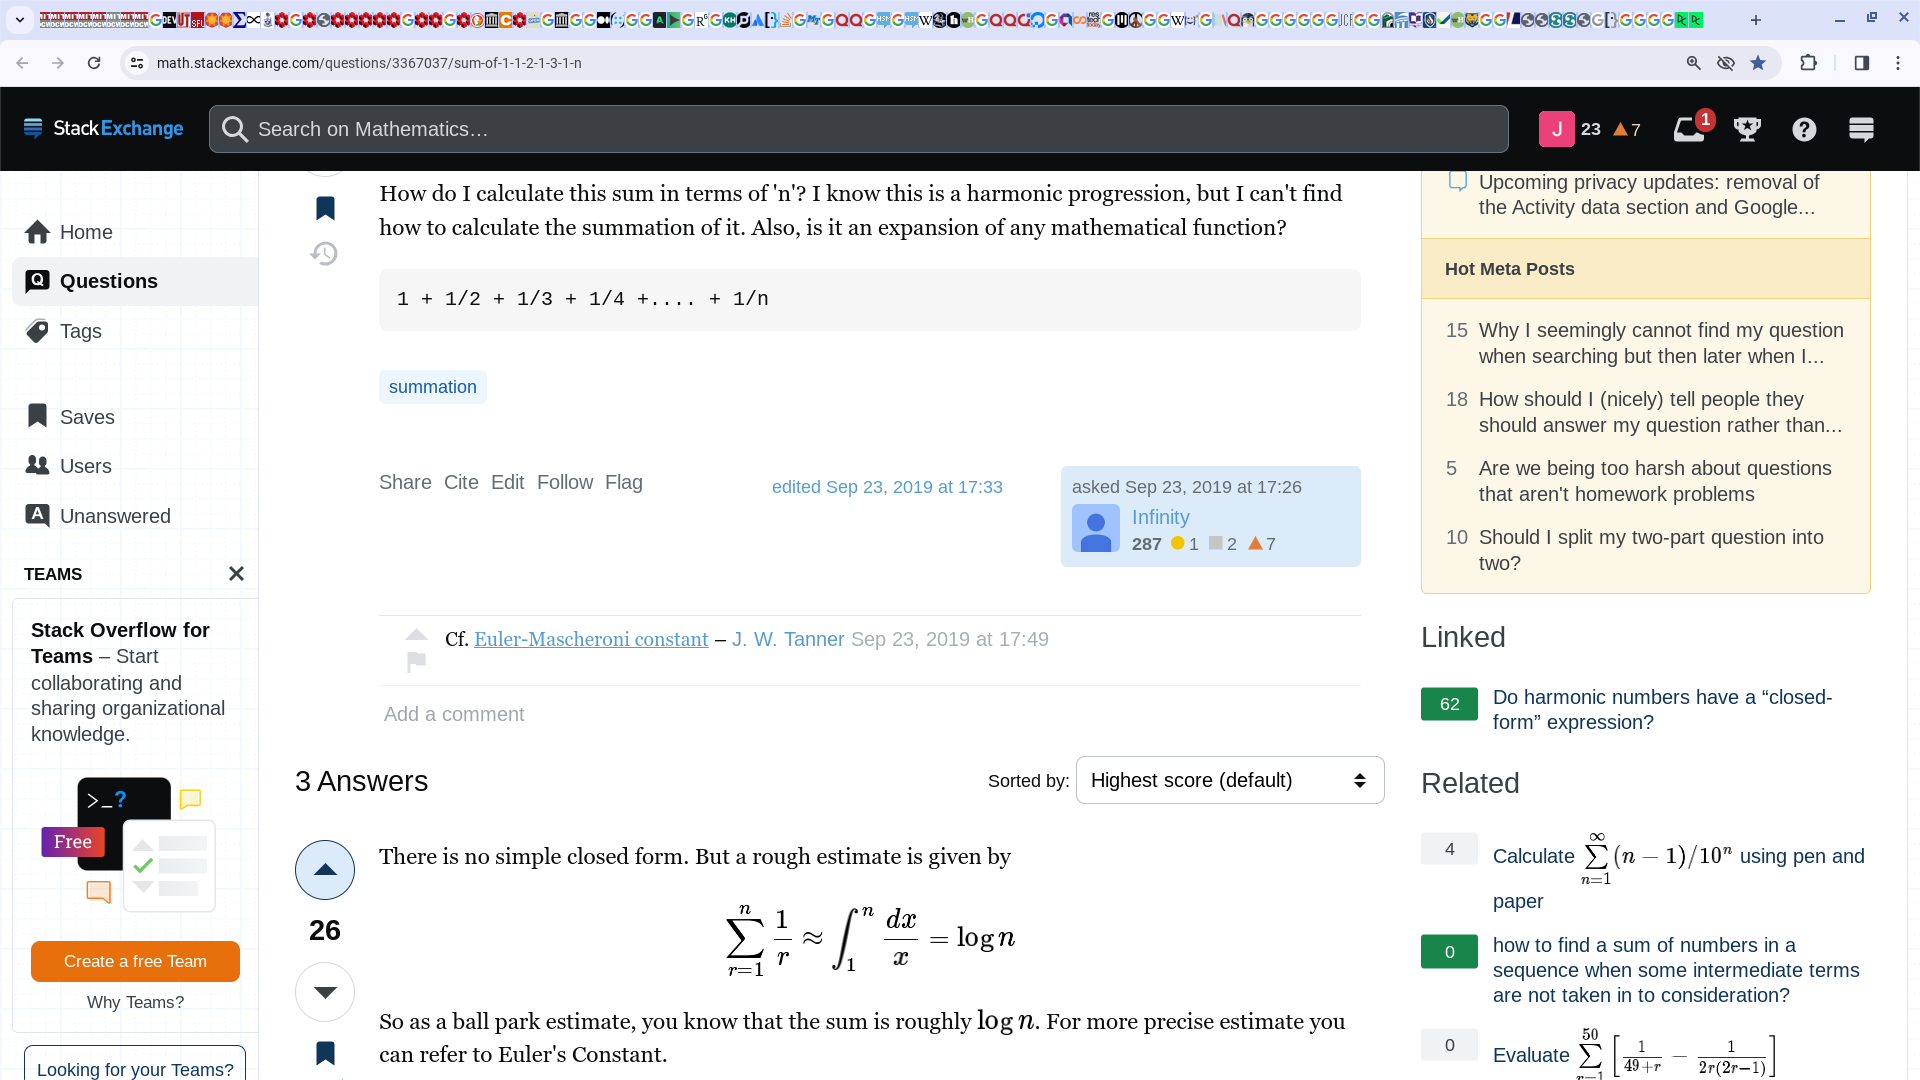 math.stackexchange.com/questions/3367037/sum-of-1-1-2-1-3-1-n
StackExchange
Search on Mathematics…
J 23 7
1
Home
Questions
Tags
Saves
Users
Unanswered
TEAMS
Stack Overflow for
Teams – Start
collaborating and
sharing organizational
knowledge.
>_?
Free
Create a free Team
Why Teams?
Looking for your Teams?
How do I calculate this sum in terms of 'n'? I know this is a harmonic progression, but I can't find
how to calculate the summation of it. Also, is it an expansion of any mathematical function?
1 + 1/2 + 1/3 + 1/4 +.... + 1/n
summation
Share Cite Edit Follow Flag
edited Sep 23, 2019 at 17:33
asked Sep 23, 2019 at 17:26
Infinity
287 1 2 7
Cf. Euler-Mascheroni constant – J. W. Tanner Sep 23, 2019 at 17:49
Add a comment
3 Answers
Sorted by: Highest score (default)
26
There is no simple closed form. But a rough estimate is given by
∑_{r=1}^{n} 1/r ≈ ∫_1^n dx/x = log n
So as a ball park estimate, you know that the sum is roughly log n. For more precise estimate you
can refer to Euler's Constant.
Upcoming privacy updates: removal of
the Activity data section and Google...
Hot Meta Posts
15 Why I seemingly cannot find my question
when searching but then later when I…
18 How should I (nicely) tell people they
should answer my question rather than...
5 Are we being too harsh about questions
that aren't homework problems
10 Should I split my two-part question into
two?
Linked
62 Do harmonic numbers have a “closed-
form” expression?
Related
4 Calculate ∑_{n=1}^{∞} (n − 1)/10^n using pen and
paper
0 how to find a sum of numbers in a
sequence when some intermediate terms
are not taken in to consideration?
0 Evaluate ∑_{r=1}^{50} [1/(49+r) − 1/(2r(2r−1))]